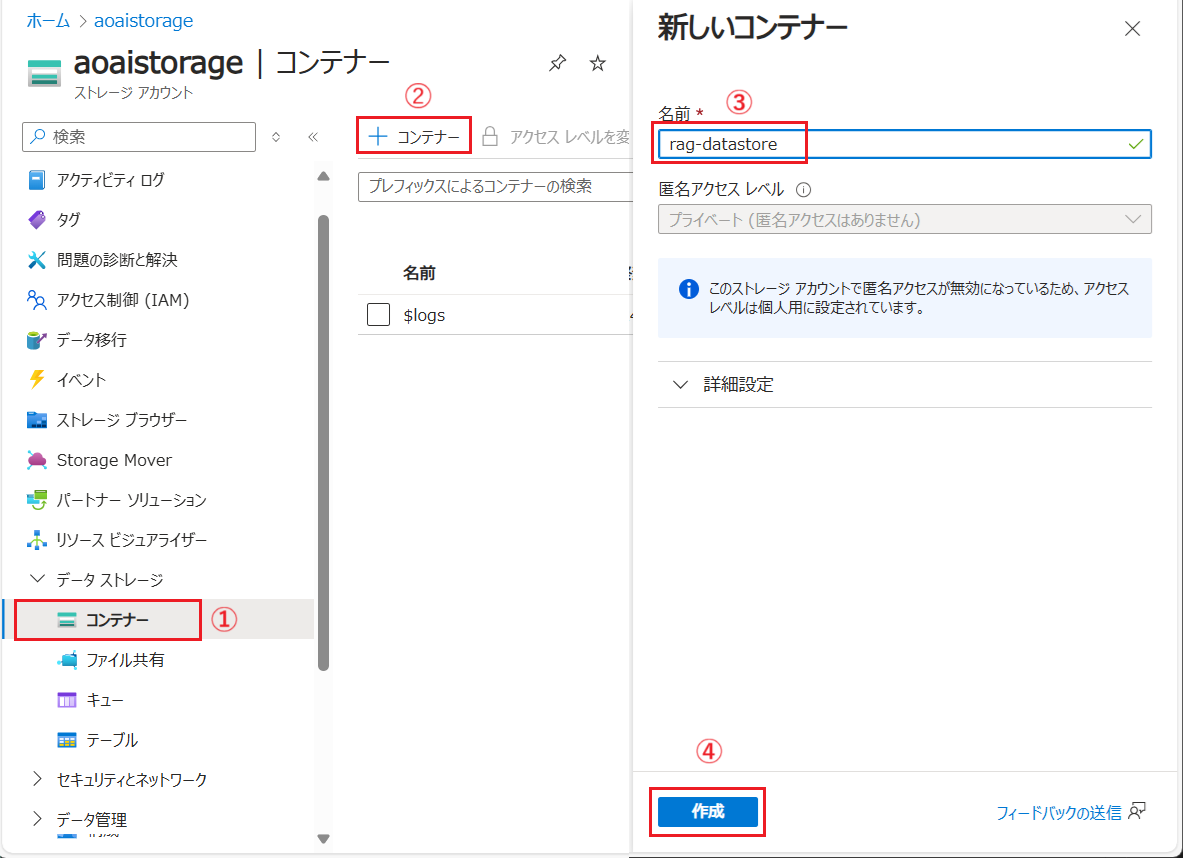 ホーム > aoaistorage
aoaistorage | コンテナー
ストレージ アカウント
検索
アクティビティ ログ
タグ
問題の診断と解決
アクセス制御 (IAM)
データ移行
イベント
ストレージ ブラウザー
Storage Mover
パートナー ソリューション
リソース ビジュアライザー
データ ストレージ
コンテナー ①
ファイル共有
キュー
テーブル
セキュリティとネットワーク
データ管理
②
コンテナー アクセス レベルを変
プレフィックスによるコンテナーの検索
名前
$logs
新しいコンテナー
名前 * ③
rag-datastore
匿名アクセス レベル
プライベート (匿名アクセスはありません)
このストレージ アカウントで匿名アクセスが無効になっているため、アクセス
レベルは個人用に設定されています。
詳細設定
④
作成
フィードバックの送信